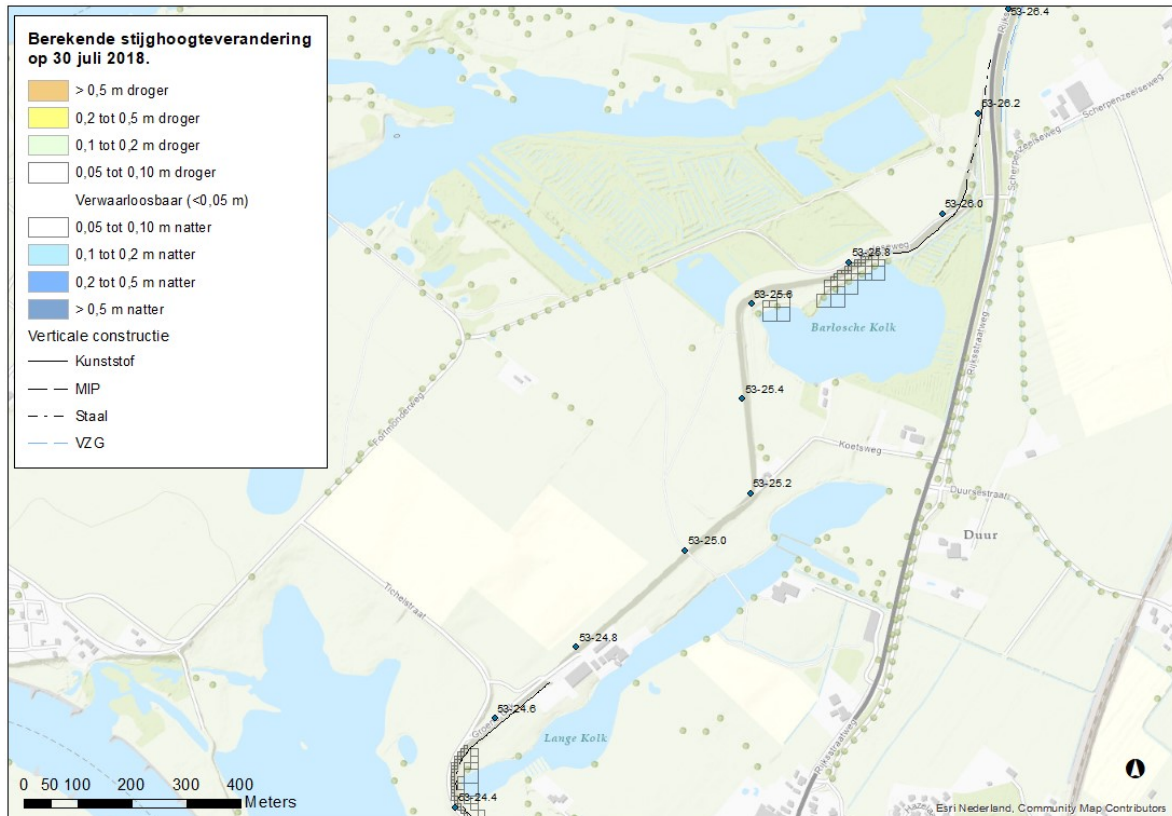 Berekende stijghoogteverandering
op 30 juli 2018.
> 0,5 m droger
0,2 tot 0,5 m droger
0,1 tot 0,2 m droger
0,05 tot 0,10 m droger
Verwaarloosbaar (<0,05 m)
0,05 tot 0,10 m natter
0,1 tot 0,2 m natter
0,2 tot 0,5 m natter
> 0,5 m natter
Verticale constructie
Kunststof
MIP
Staal
VZG
53-26.4
53-26.2
Scherpenzeelseweg
Scherpenzeelseweg
53-26.0
53-25.8
53-25.6
Barlosche Kolk
Rijksstraatweg
53-25.4
Fortmonderweg
Koetsweg
53-25.2
Duursestraat
Duur
53-25.0
Tichelstraat
53-24.8
53-24.6
Lange Kolk
Rijksstraatweg
53-24.4
0 50 100 200 300 400
Meters
Esri Nederland, Community Map Contributors